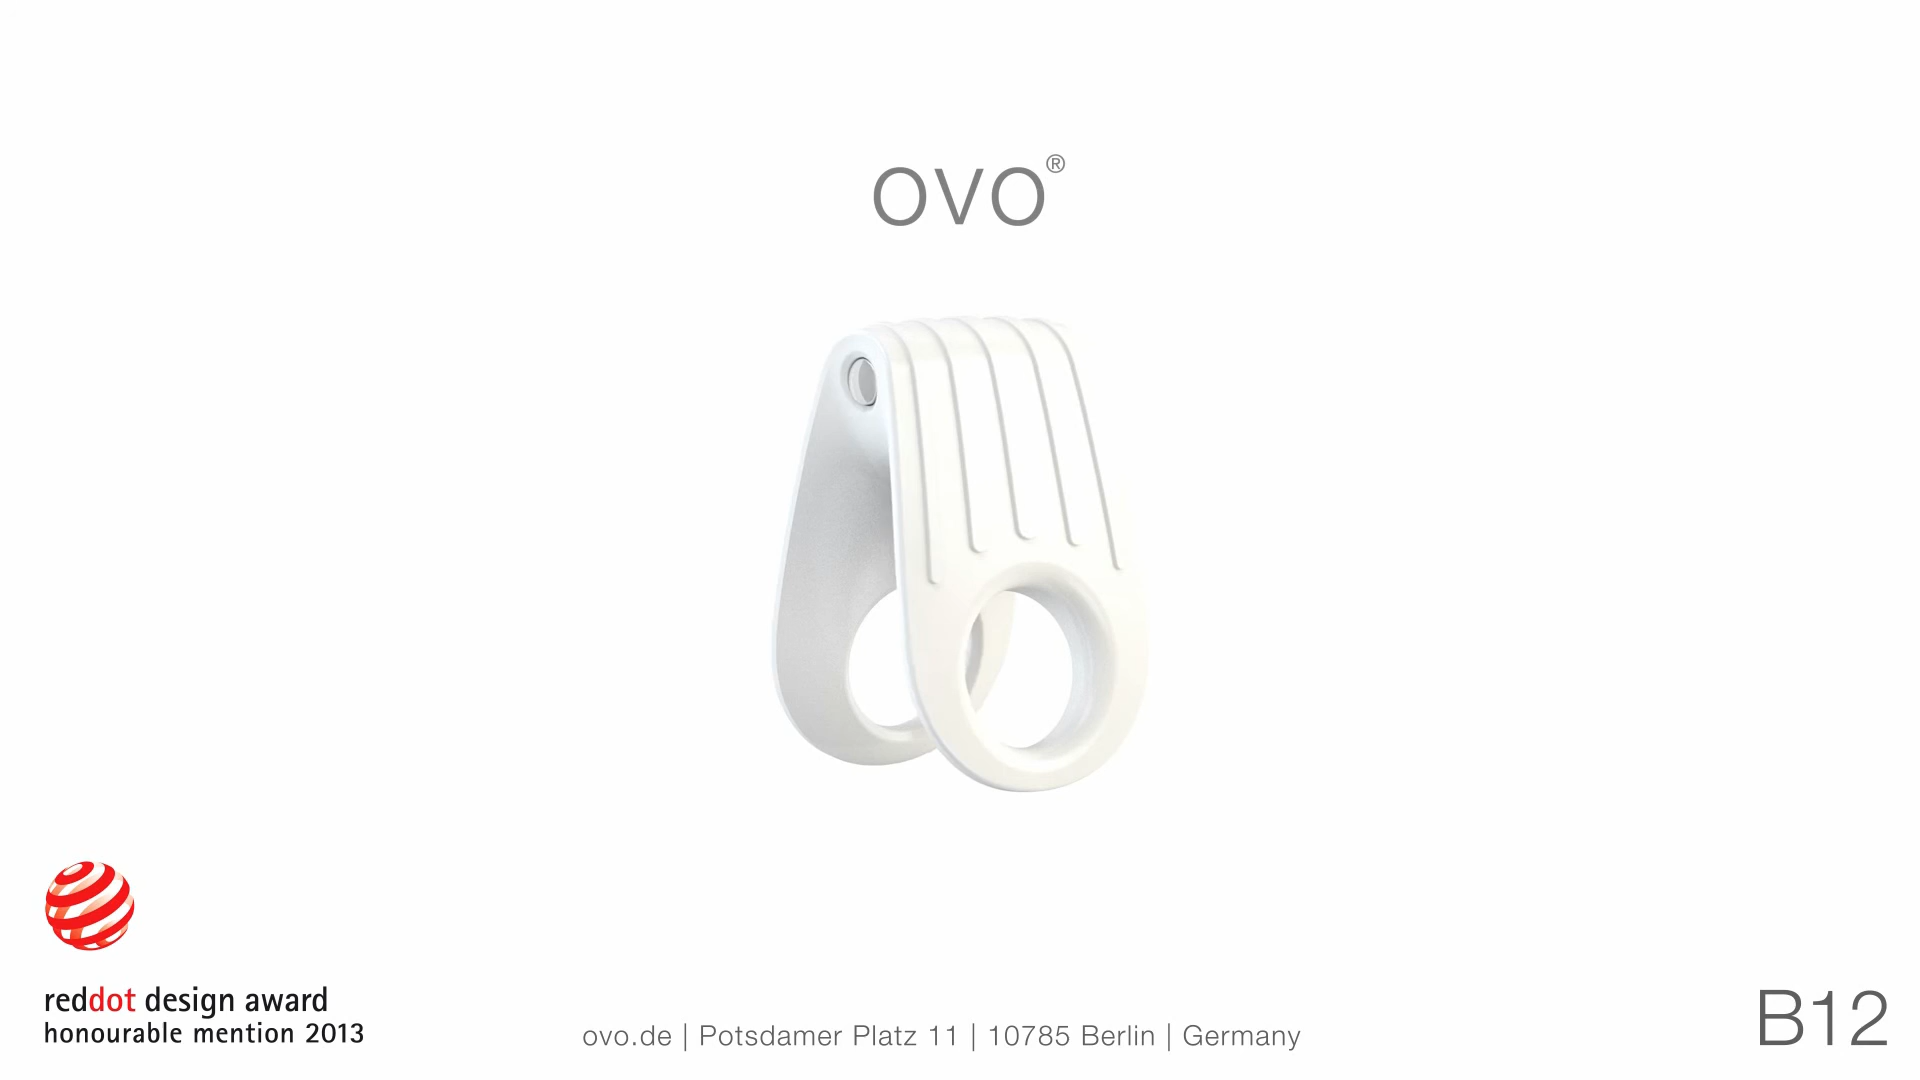 OVO®
reddot design award
honourable mention 2013
ovo.de | Potsdamer Platz 11 | 10785 Berlin | Germany
B12